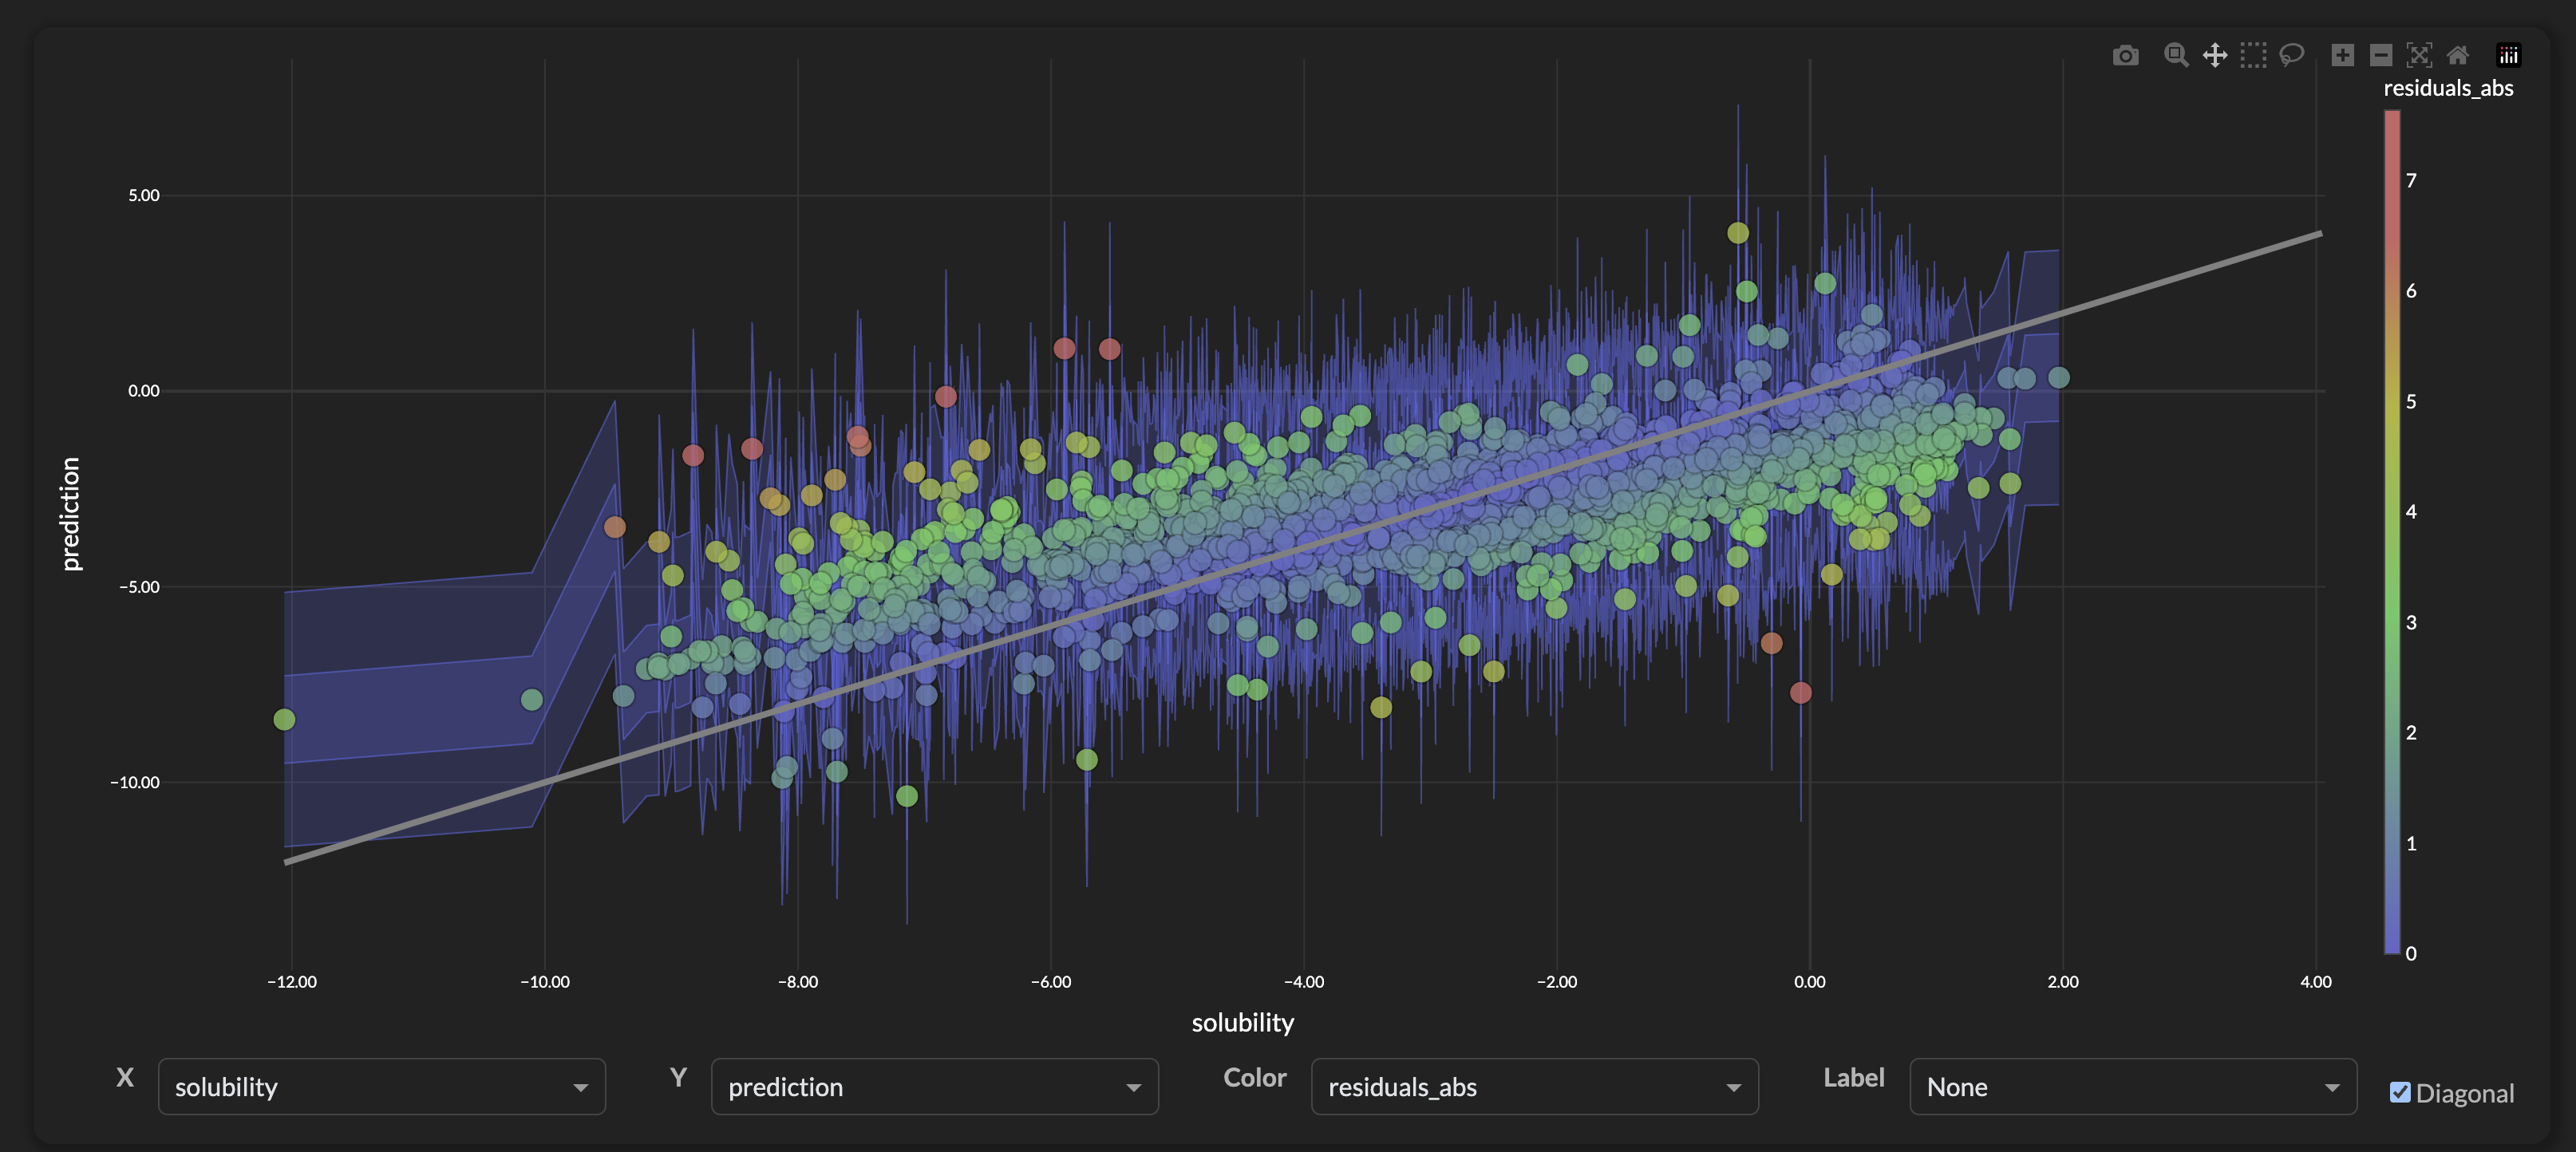 residuals_abs
7
6
5
4
3
2
1
0
5.00
0.00
−5.00
−10.00
prediction
−12.00
−10.00
−8.00
−6.00
−4.00
−2.00
0.00
2.00
4.00
solubility
X
solubility
Y
prediction
Color
residuals_abs
Label
None
Diagonal